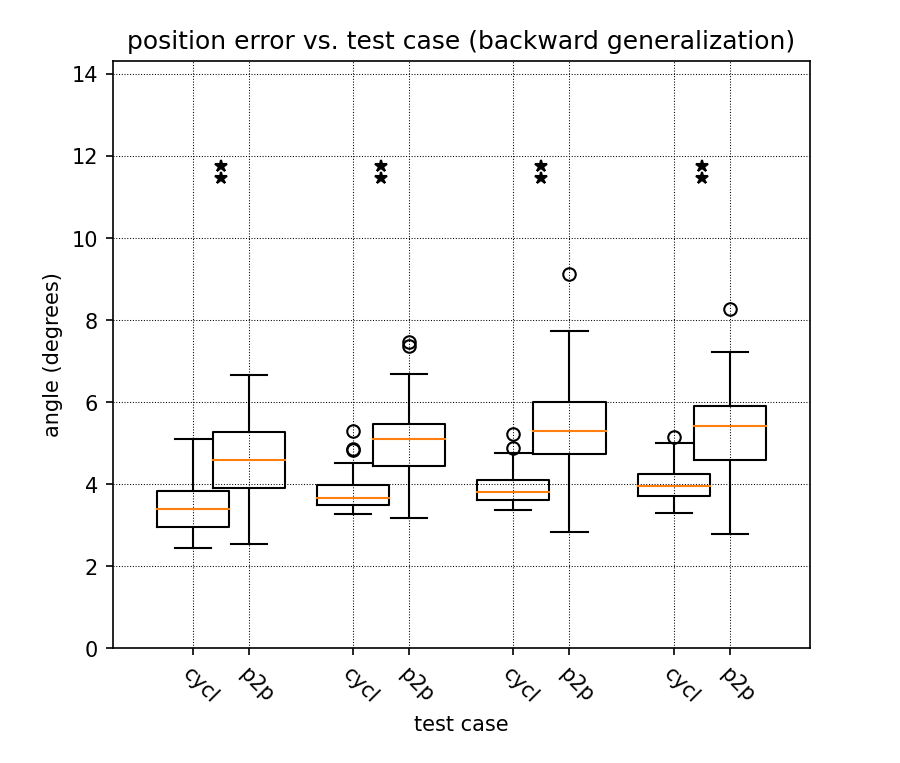 position error vs. test case (backward generalization)
14
12
10
8
6
4
2
0
angle (degrees)
cycl p2p cycl p2p cycl p2p cycl p2p
test case